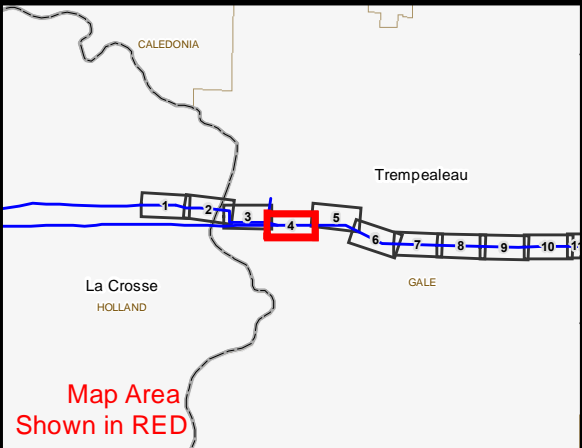 CALEDONIA
Trempealeau
1
2
3
4
5
6
7
8
9
10
11
La Crosse
HOLLAND
GALE
Map Area
Shown in RED